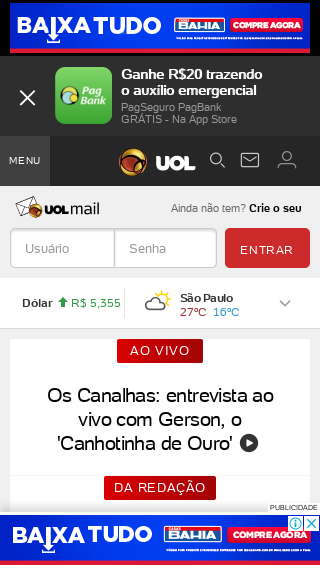 BAIXA TUDO
CASAS
BAHIA
COMPRE AGORA
Ganhe R$20 trazendo
o auxílio emergencial
PagSeguro PagBank
GRÁTIS - Na App Store
Pag
Bank
MENU
UOL
UOL mail
Ainda não tem? Crie o seu
Usuário
Senha
ENTRAR
Dólar
R$ 5,355
São Paulo
27ºC 16ºC
AO VIVO
Os Canalhas: entrevista ao
vivo com Gerson, o
'Canhotinha de Ouro'
DA REDAÇÃO
PUBLICIDADE
BAIXA TUDO
CASAS
BAHIA
COMPRE AGORA